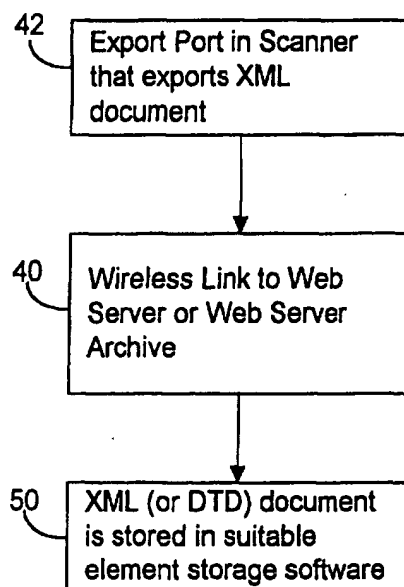 42
Export Port in Scanner
that exports XML
document
40
Wireless Link to Web
Server or Web Server
Archive
50
XML (or DTD) document
is stored in suitable
element storage software